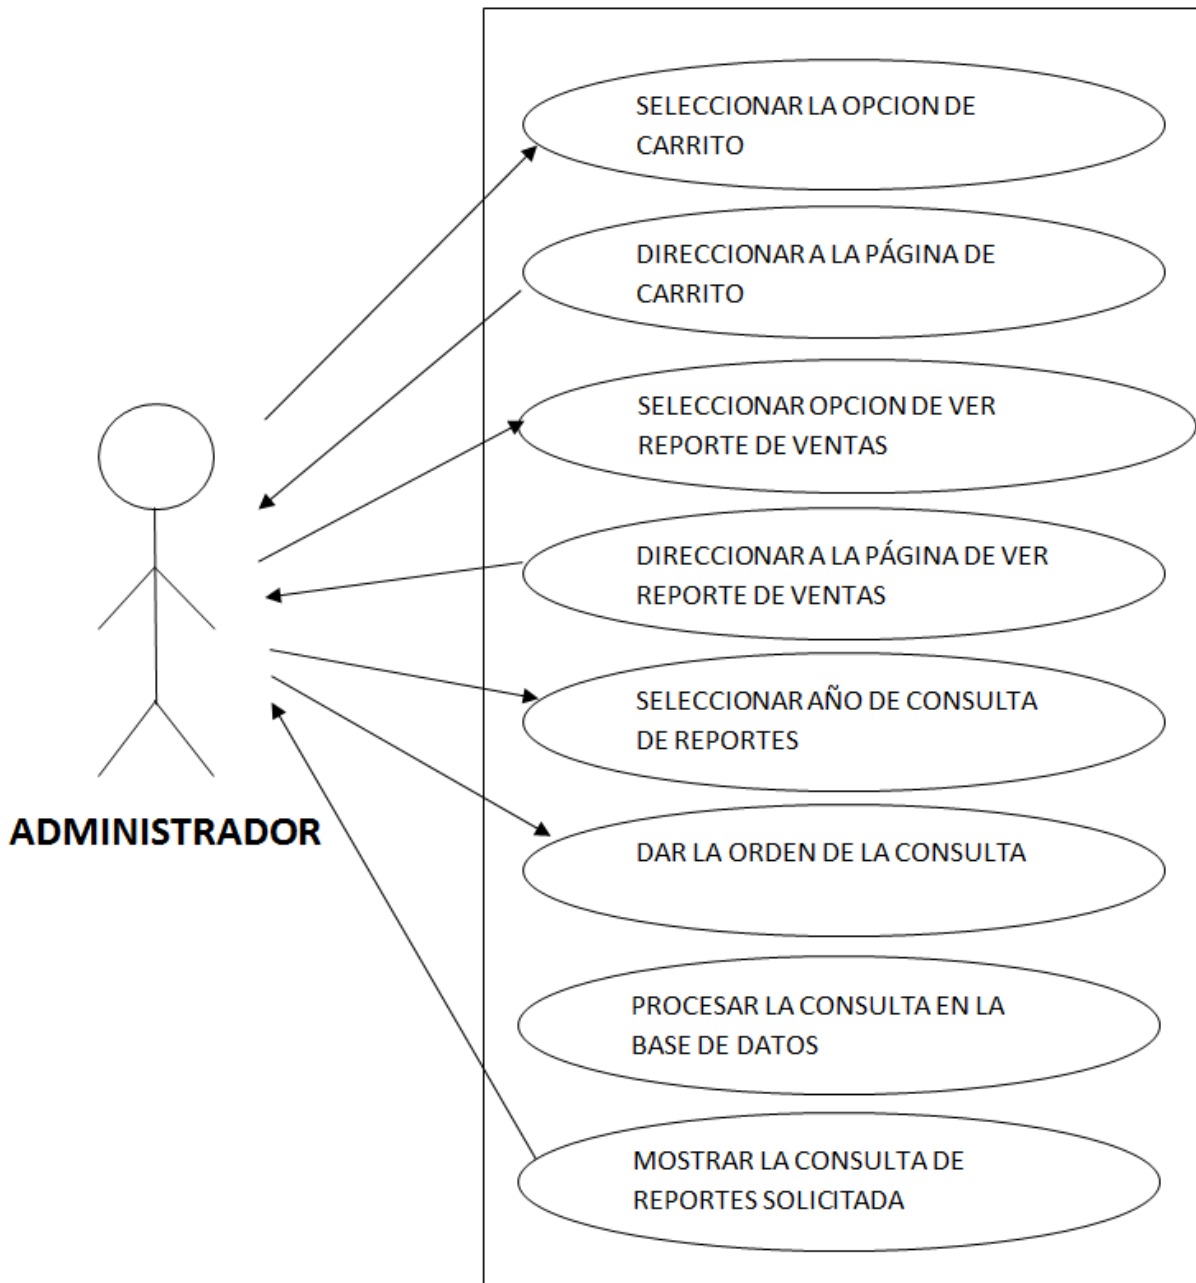 SELECCIONAR LA OPCION DE
CARRITO
DIRECCIONAR A LA PÁGINA DE
CARRITO
SELECCIONAR OPCION DE VER
REPORTE DE VENTAS
DIRECCIONAR A LA PÁGINA DE VER
REPORTE DE VENTAS
SELECCIONAR AÑO DE CONSULTA
DE REPORTES
ADMINISTRADOR
DAR LA ORDEN DE LA CONSULTA
PROCESAR LA CONSULTA EN LA
BASE DE DATOS
MOSTRAR LA CONSULTA DE
REPORTES SOLICITADA